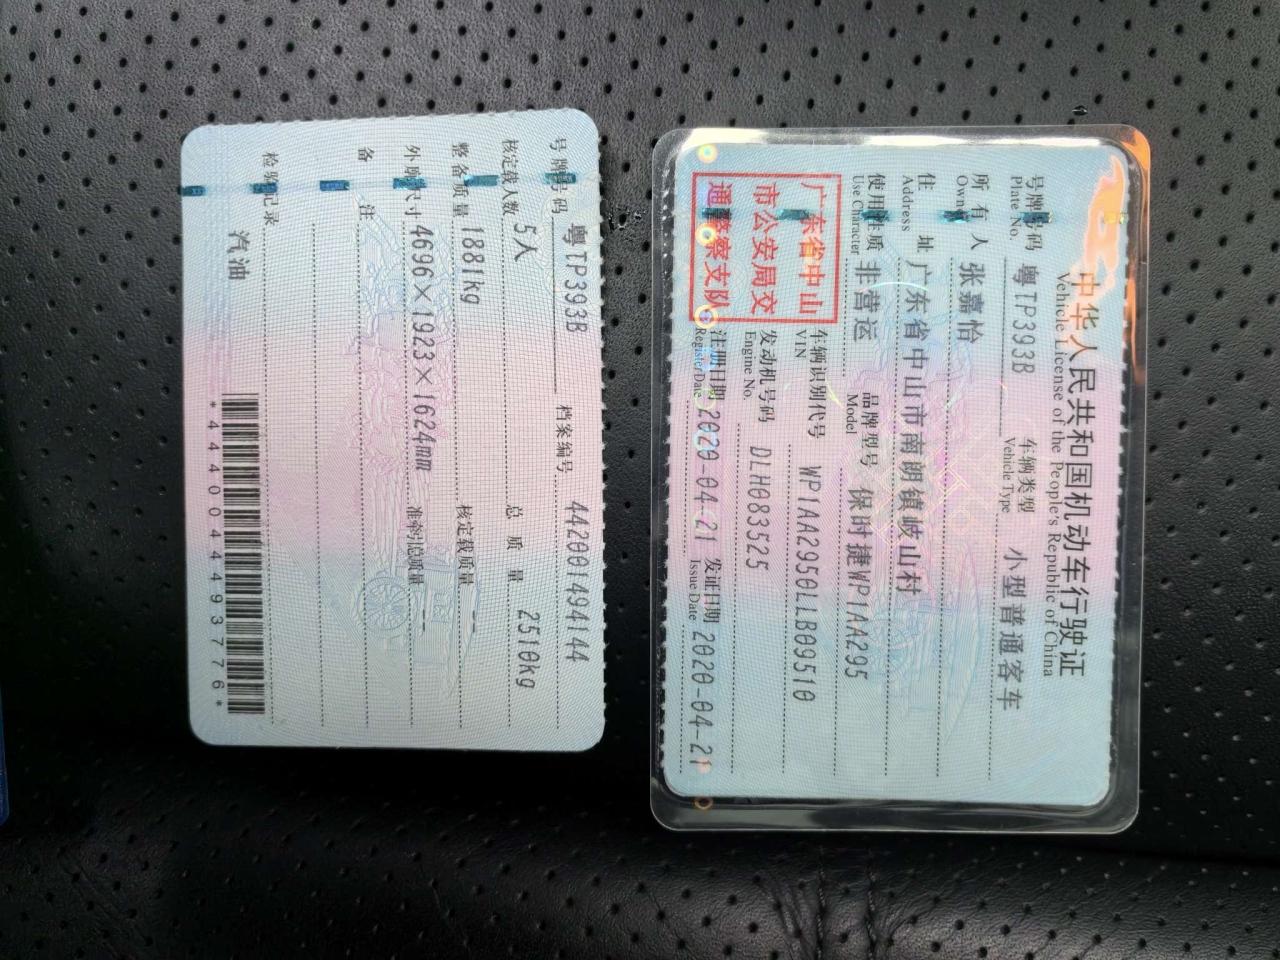 中华人民共和国机动车行驶证
Vehicle License of the People's Republic of China
号牌号码 粤TP393B 车辆类型 小型普通客车
Plate No. Vehicle Type
所有人 张嘉怡
Owner
住址 广东省中山市南朗镇岐山村
Address
使用性质 非营运 品牌型号 保时捷WP1AA295
Use Character Model
广东省中山
市公安局交
通警察支队
车辆识别代号 WP1AA2950LLB09510
VIN
发动机号码 DLH083525
Engine No.
注册日期 2020-04-21 发证日期 2020-04-21
Register Date Issue Date
号牌号码 粤TP393B 档案编号 442001494144
核定载人数 5人 总质量 2510kg
整备质量 1881kg 核定载质量 ---
外廓尺寸 4696×1923×1624mm 准牵引总质量 ---
备注
检验记录
汽油
*4440044493776*